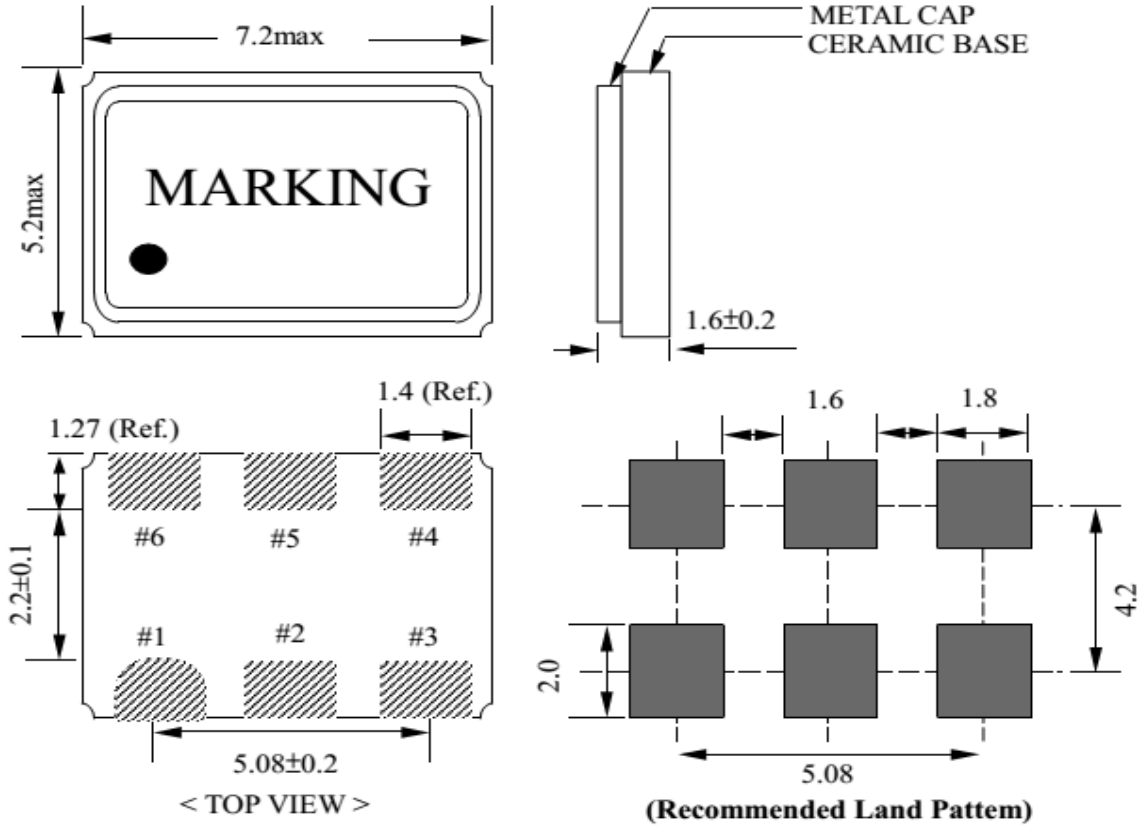 7.2max
METAL CAP
CERAMIC BASE
5.2max
MARKING
1.6±0.2
1.27 (Ref.)
1.4 (Ref.)
1.6
1.8
#6
#5
#4
2.2±0.1
#1
#2
#3
4.2
2.0
5.08±0.2
5.08
< TOP VIEW >
(Recommended Land Pattem)